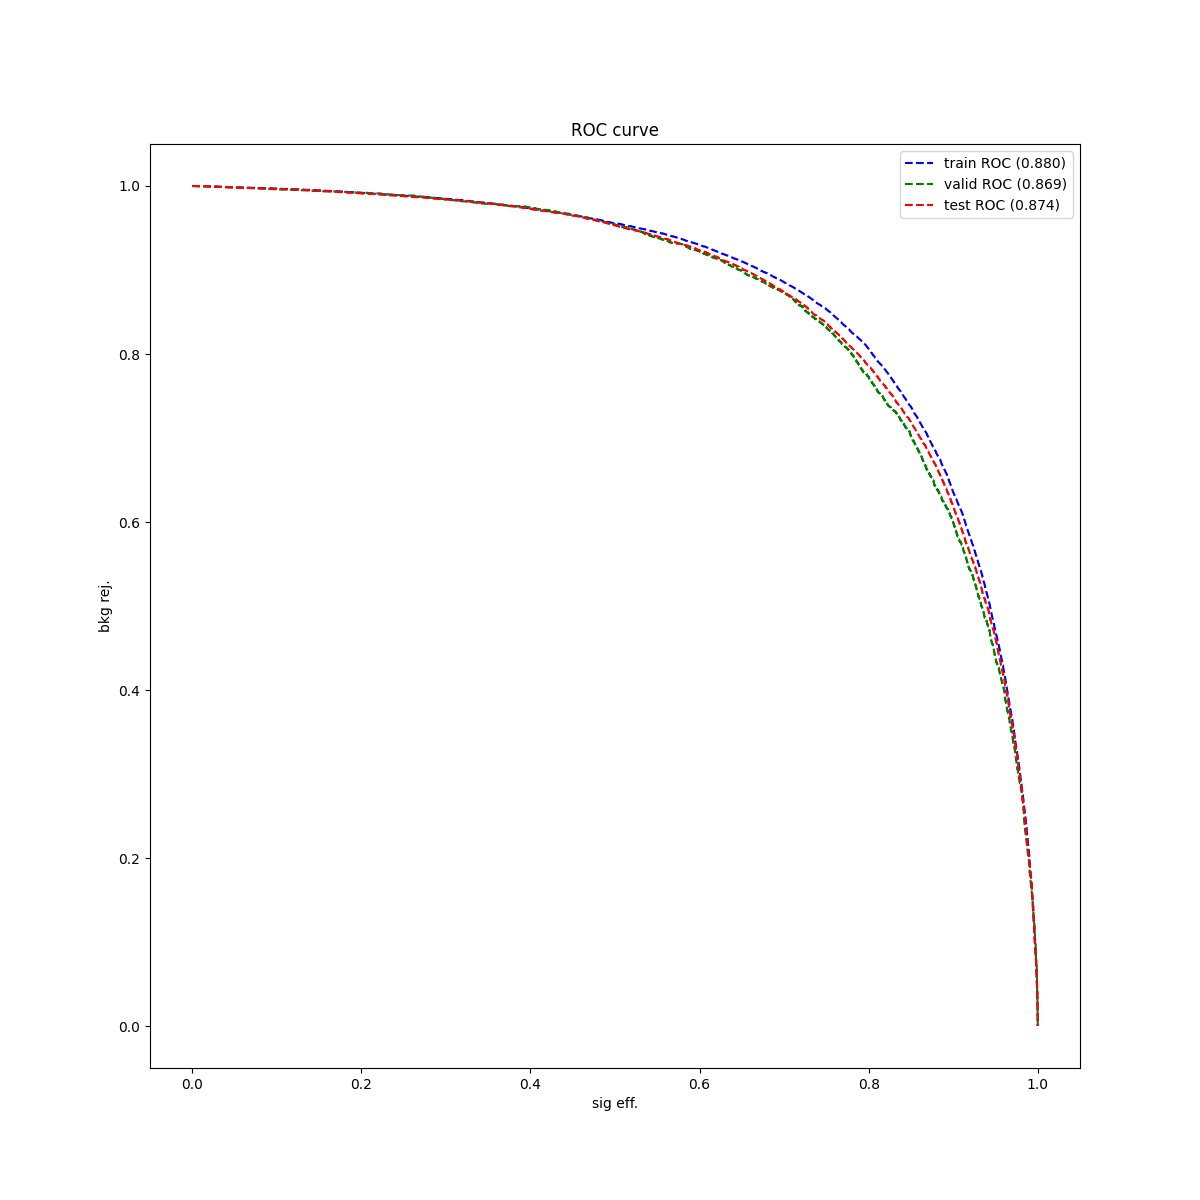 ROC curve
train ROC (0.880)
valid ROC (0.869)
test ROC (0.874)
1.0
0.8
0.6
0.4
0.2
0.0
bkg rej.
0.0 0.2 0.4 0.6 0.8 1.0
sig eff.